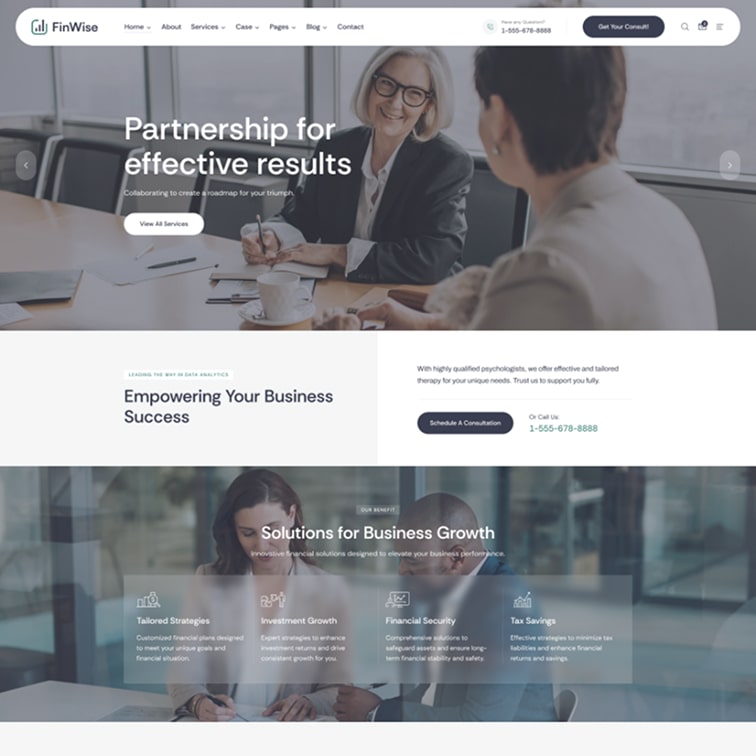 FinWise
Home About Services Case Pages Blog Contact
Have any Question?
1-555-678-8888
Get Your Consult!
Partnership for
effective results
Collaborating to create a roadmap for your triumph.
View All Services
LEADING THE WAY IN DATA ANALYTICS
Empowering Your Business
Success
With highly qualified psychologists, we offer effective and tailored
therapy for your unique needs. Trust us to support you fully.
Schedule A Consultation
Or Call Us:
1-555-678-8888
OUR BENEFIT
Solutions for Business Growth
Innovative financial solutions designed to elevate your business performance.
Tailored Strategies
Customized financial plans designed
to meet your unique goals and
financial situation.
Investment Growth
Expert strategies to enhance
investment returns and drive
consistent growth for you.
Financial Security
Comprehensive solutions to
safeguard assets and ensure long-
term financial stability and safety.
Tax Savings
Effective strategies to minimize tax
liabilities and enhance financial
returns and savings.